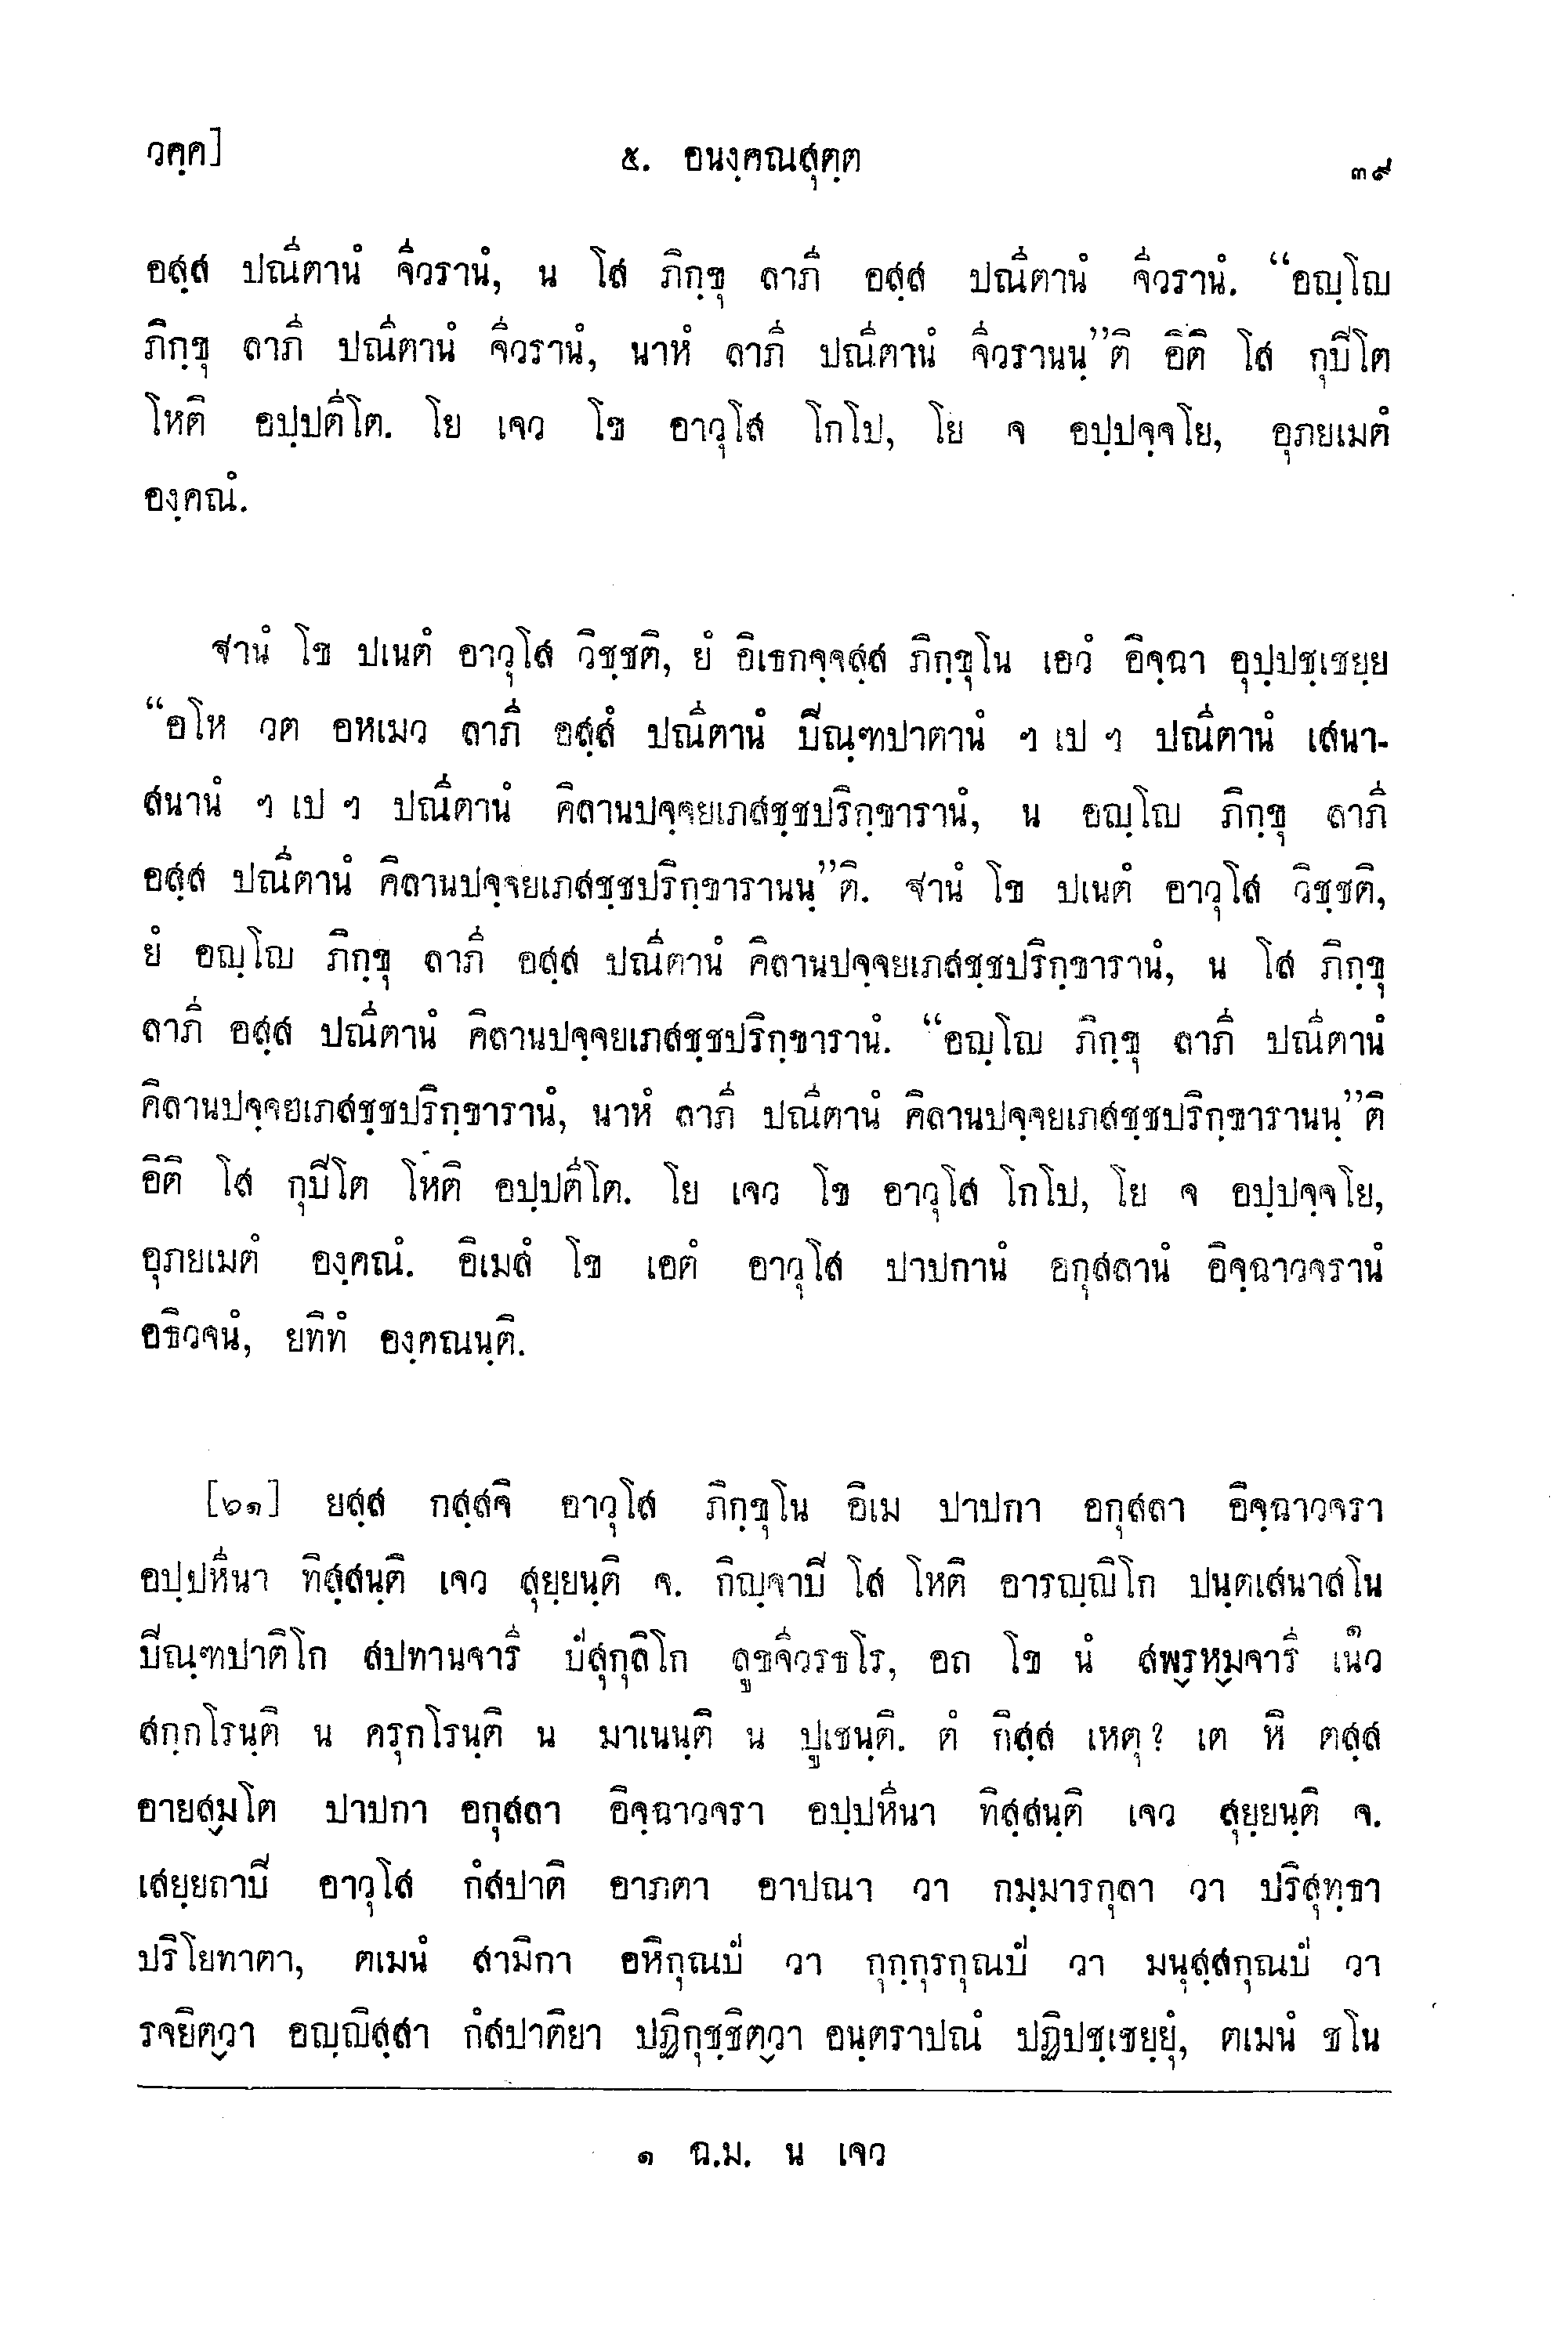 วคฺค]
๕. อนงฺคณสุตฺต
๓๙
อสฺส ปณีตานํ จีวรานํ, น โส ภิกฺขุ ลาภี อสฺส ปณีตานํ จีวรานํ. “อญฺโญ
ภิกฺขุ ลาภี ปณีตานํ จีวรานํ, นาหํ ลาภี ปณีตานํ จีวรานนฺ”ติ อิติ โส กุปิโต
โหติ อปฺปตีโต. โย เจว โข อาวุโส โกโป, โย จ อปฺปจฺจโย, อุภยเมตํ
องฺคณํ.
ฐานํ โข ปเนตํ อาวุโส วิชฺชติ, ยํ อิเธกจฺจสฺส ภิกฺขุโน เอวํ อิจฺฉา อุปฺปชฺเชยฺย
“อโห วต อหเมว ลาภี อสฺสํ ปณีตานํ ปิณฺฑปาตานํ ฯ เป ฯ ปณีตานํ เสนา-
สนานํ ฯ เป ฯ ปณีตานํ คิลานปจฺจยเภสชฺชปริกฺขารานํ, น อญฺโญ ภิกฺขุ ลาภี
อสฺส ปณีตานํ คิลานปจฺจยเภสชฺชปริกฺขารานนฺ”ติ. ฐานํ โข ปเนตํ อาวุโส วิชฺชติ,
ยํ อญฺโญ ภิกฺขุ ลาภี อสฺส ปณีตานํ คิลานปจฺจยเภสชฺชปริกฺขารานํ, น โส ภิกฺขุ
ลาภี อสฺส ปณีตานํ คิลานปจฺจยเภสชฺชปริกฺขารานํ. “อญฺโญ ภิกฺขุ ลาภี ปณีตานํ
คิลานปจฺจยเภสชฺชปริกฺขารานํ, นาหํ ลาภี ปณีตานํ คิลานปจฺจยเภสชฺชปริกฺขารานนฺ”ติ
อิติ โส กุปิโต โหติ อปฺปตีโต. โย เจว โข อาวุโส โกโป, โย จ อปฺปจฺจโย,
อุภยเมตํ องฺคณํ. อิเมสํ โข เอตํ อาวุโส ปาปกานํ อกุสลานํ อิจฺฉาวจรานํ
อธิวจนํ, ยทิทํ องฺคณนฺติ.
[๖๑] ยสฺส กสฺสจิ อาวุโส ภิกฺขุโน อิเม ปาปกา อกุสลา อิจฺฉาวจรา
อปฺปหีนา ทิสฺสนฺติ เจว สุยฺยนฺติ จ. กิญฺจาปิ โส โหติ อารญฺญิโก ปนฺตเสนาสโน
ปิณฺฑปาติโก สปทานจารี ปํสุกุลิโก ลูขจีวรธโร, อถ โข นํ สพฺรหฺมจารี เน๑ว
สกฺกโรนฺติ น ครุกโรนฺติ น มาเนนฺติ น ปูเชนฺติ. ตํ กิสฺส เหตุ? เต หิ ตสฺส
อายสฺมโต ปาปกา อกุสลา อิจฺฉาวจรา อปฺปหีนา ทิสฺสนฺติ เจว สุยฺยนฺติ จ.
เสยฺยถาปิ อาวุโส กํสปาติ อาภตา อาปณา วา กมฺมารกุลา วา ปริสุทฺธา
ปริโยทาตา, ตเมนํ สามิกา อหิกุณปํ วา กุกฺกุรกุณปํ วา มนุสฺสกุณปํ วา
รจยิตฺวา อญฺญิสฺสา กํสปาติยา ปฏิกุชฺชิตฺวา อนฺตราปณํ ปฏิปชฺเชยฺยุํ, ตเมนํ ชโน
๑ ฉ.ม. น เจว